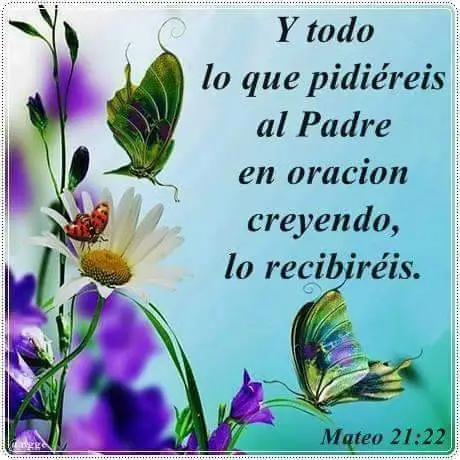 Y todo
lo que pidiéreis
al Padre
en oracion
creyendo,
lo recibiréis.
Mateo 21:22